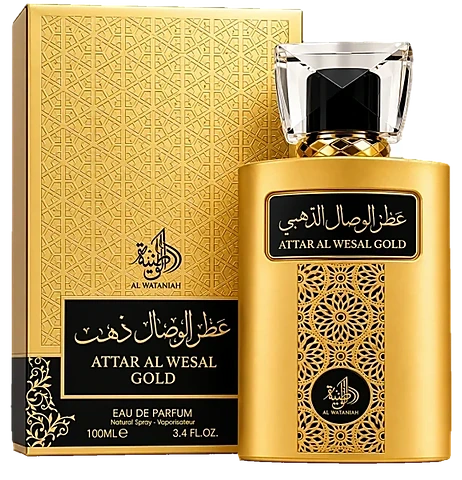 الوطنية
AL WATANIAH
عطر الوصال ذهب
ATTAR AL WESAL
GOLD
EAU DE PARFUM
Natural Spray - Vaporisateur
100ML℮ 3.4 FL.OZ.
عطر الوصال الذهبي
ATTAR AL WESAL GOLD
الوطنية
AL WATANIAH